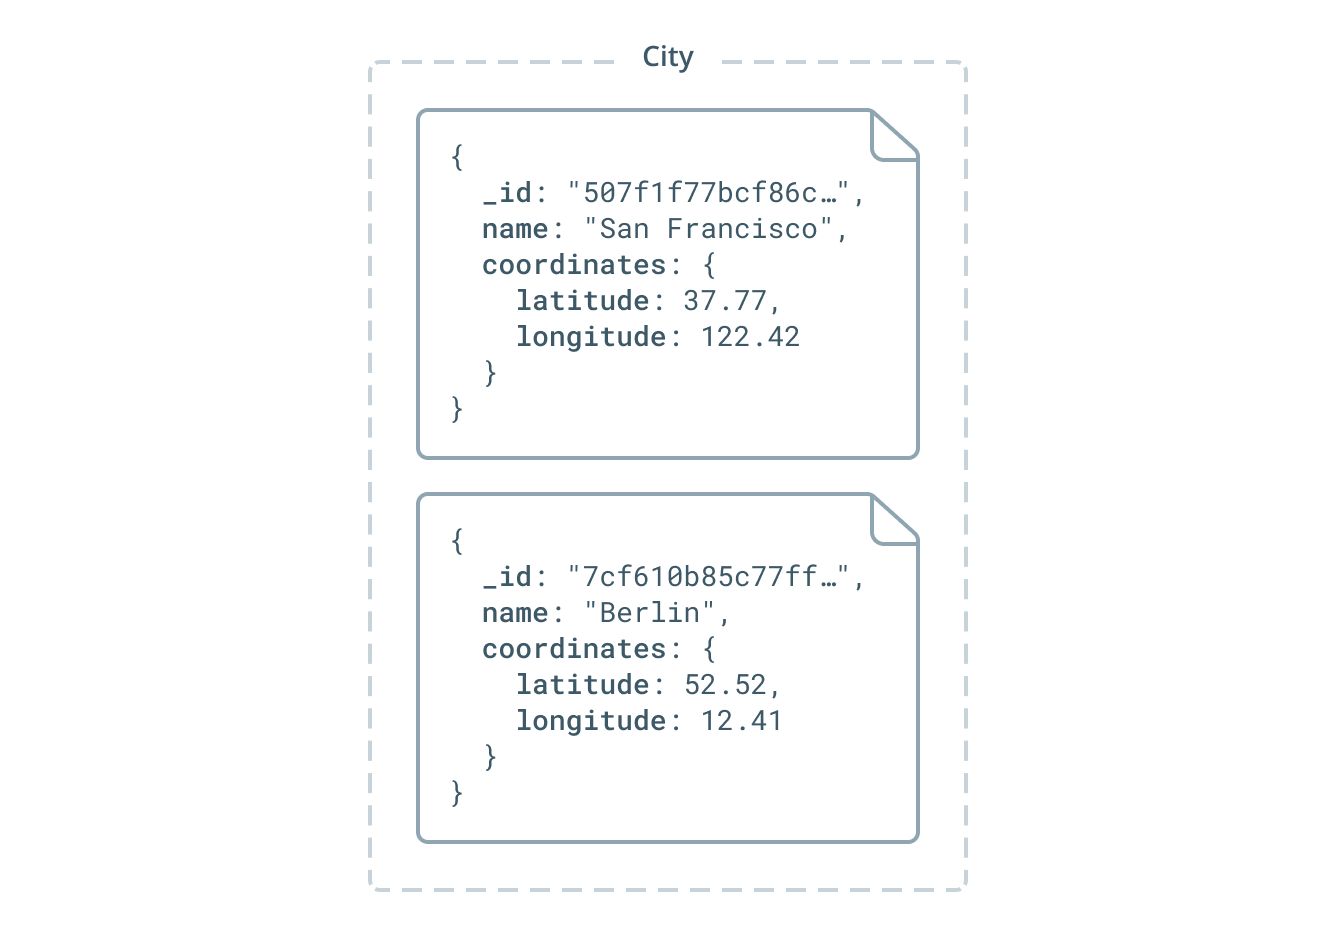 City
{
  _id: "507f1f77bcf86c…",
  name: "San Francisco",
  coordinates: {
    latitude: 37.77,
    longitude: 122.42
  }
}
{
  _id: "7cf610b85c77ff…",
  name: "Berlin",
  coordinates: {
    latitude: 52.52,
    longitude: 12.41
  }
}